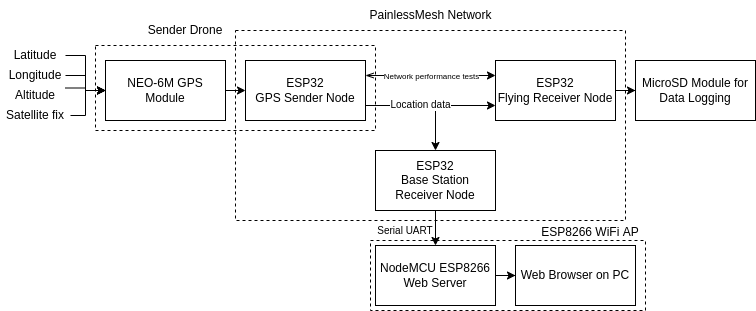 PainlessMesh Network
Sender Drone
Latitude
Longitude
Altitude
Satellite fix
NEO-6M GPS
Module
ESP32
GPS Sender Node
Network performance tests
Location data
ESP32
Flying Receiver Node
MicroSD Module for
Data Logging
ESP32
Base Station
Receiver Node
Serial UART
ESP8266 WiFi AP
NodeMCU ESP8266
Web Server
Web Browser on PC